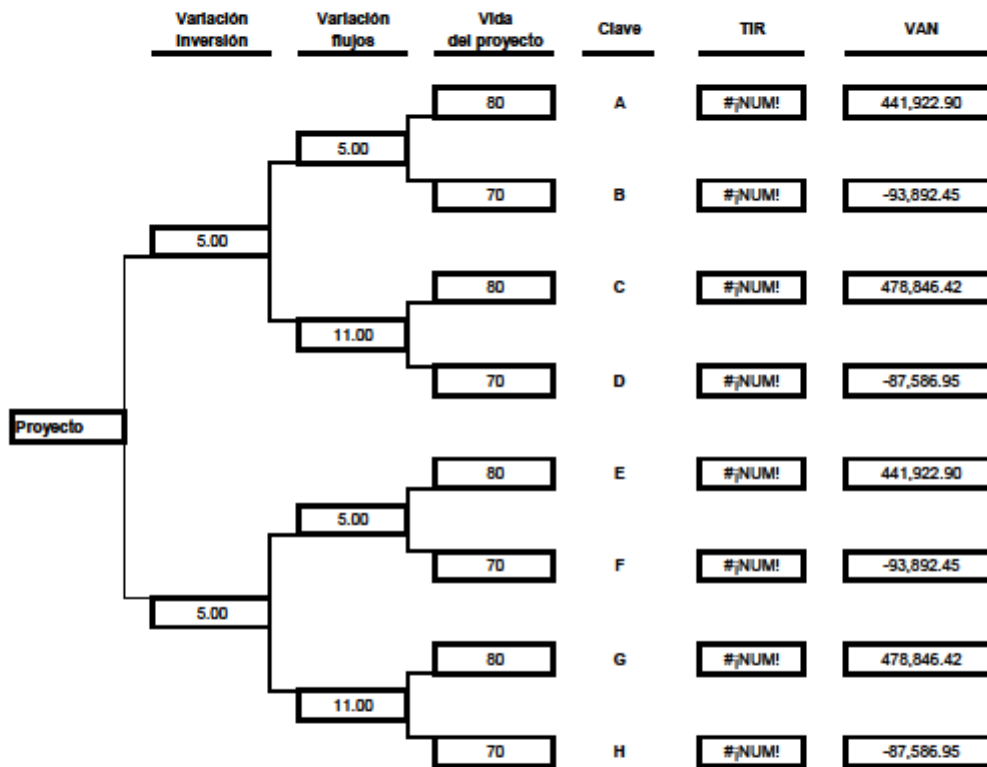 Variación
Inversión
Variación
flujos
Vida
del proyecto
Clave
TIR
VAN
80 A #¡NUM! 441,922.90
5.00
70 B #¡NUM! -93,892.45
5.00
80 C #¡NUM! 478,846.42
11.00
70 D #¡NUM! -87,586.95
Proyecto
80 E #¡NUM! 441,922.90
5.00
70 F #¡NUM! -93,892.45
5.00
80 G #¡NUM! 478,846.42
11.00
70 H #¡NUM! -87,586.95